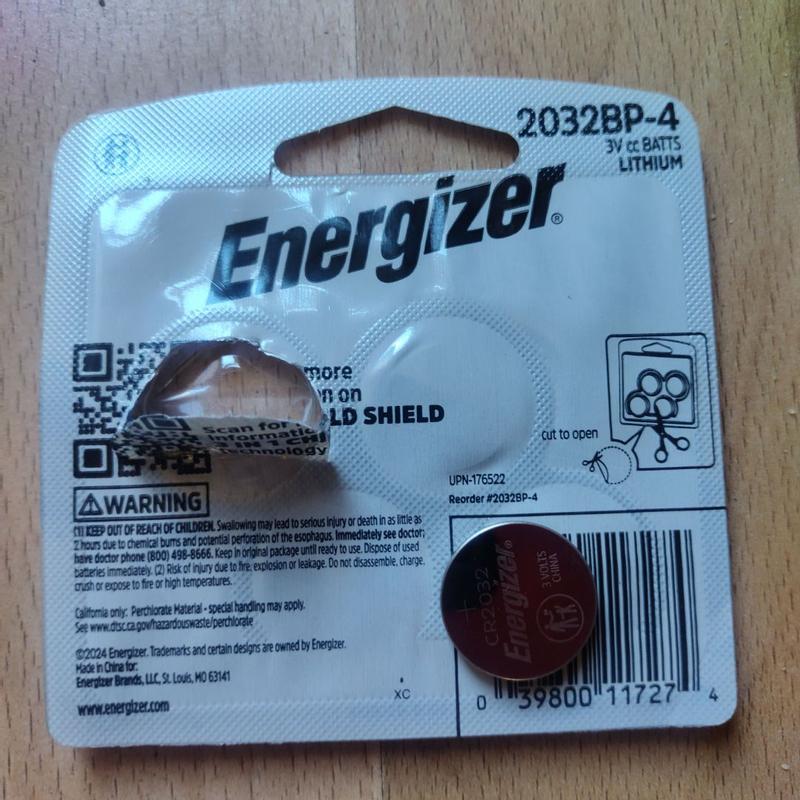 2032BP-4
3V cc BATTS
LITHIUM
Energizer®
more
n on
LD SHIELD
Scan for
Informatio
IN 1 CHI
Technology
cut to open
UPN-176522
Reorder #2032BP-4
WARNING
(1) KEEP OUT OF REACH OF CHILDREN. Swallowing may lead to serious injury or death in as little as
2 hours due to chemical burns and potential perforation of the esophagus. Immediately see doctor;
have doctor phone (800) 498-8666. Keep in original package until ready to use. Dispose of used
batteries immediately. (2) Risk of injury due to fire, explosion or leakage. Do not disassemble, charge,
crush or expose to fire or high temperatures.
California only: Perchlorate Material - special handling may apply.
See www.dtsc.ca.gov/hazardouswaste/perchlorate
©2024 Energizer. Trademarks and certain designs are owned by Energizer.
Made in China for:
Energizer Brands, LLC, St. Louis, MO 63141
www.energizer.com
XC
+
CR2032
Energizer®
3 VOLTS
CHINA
0 39800 11727 4